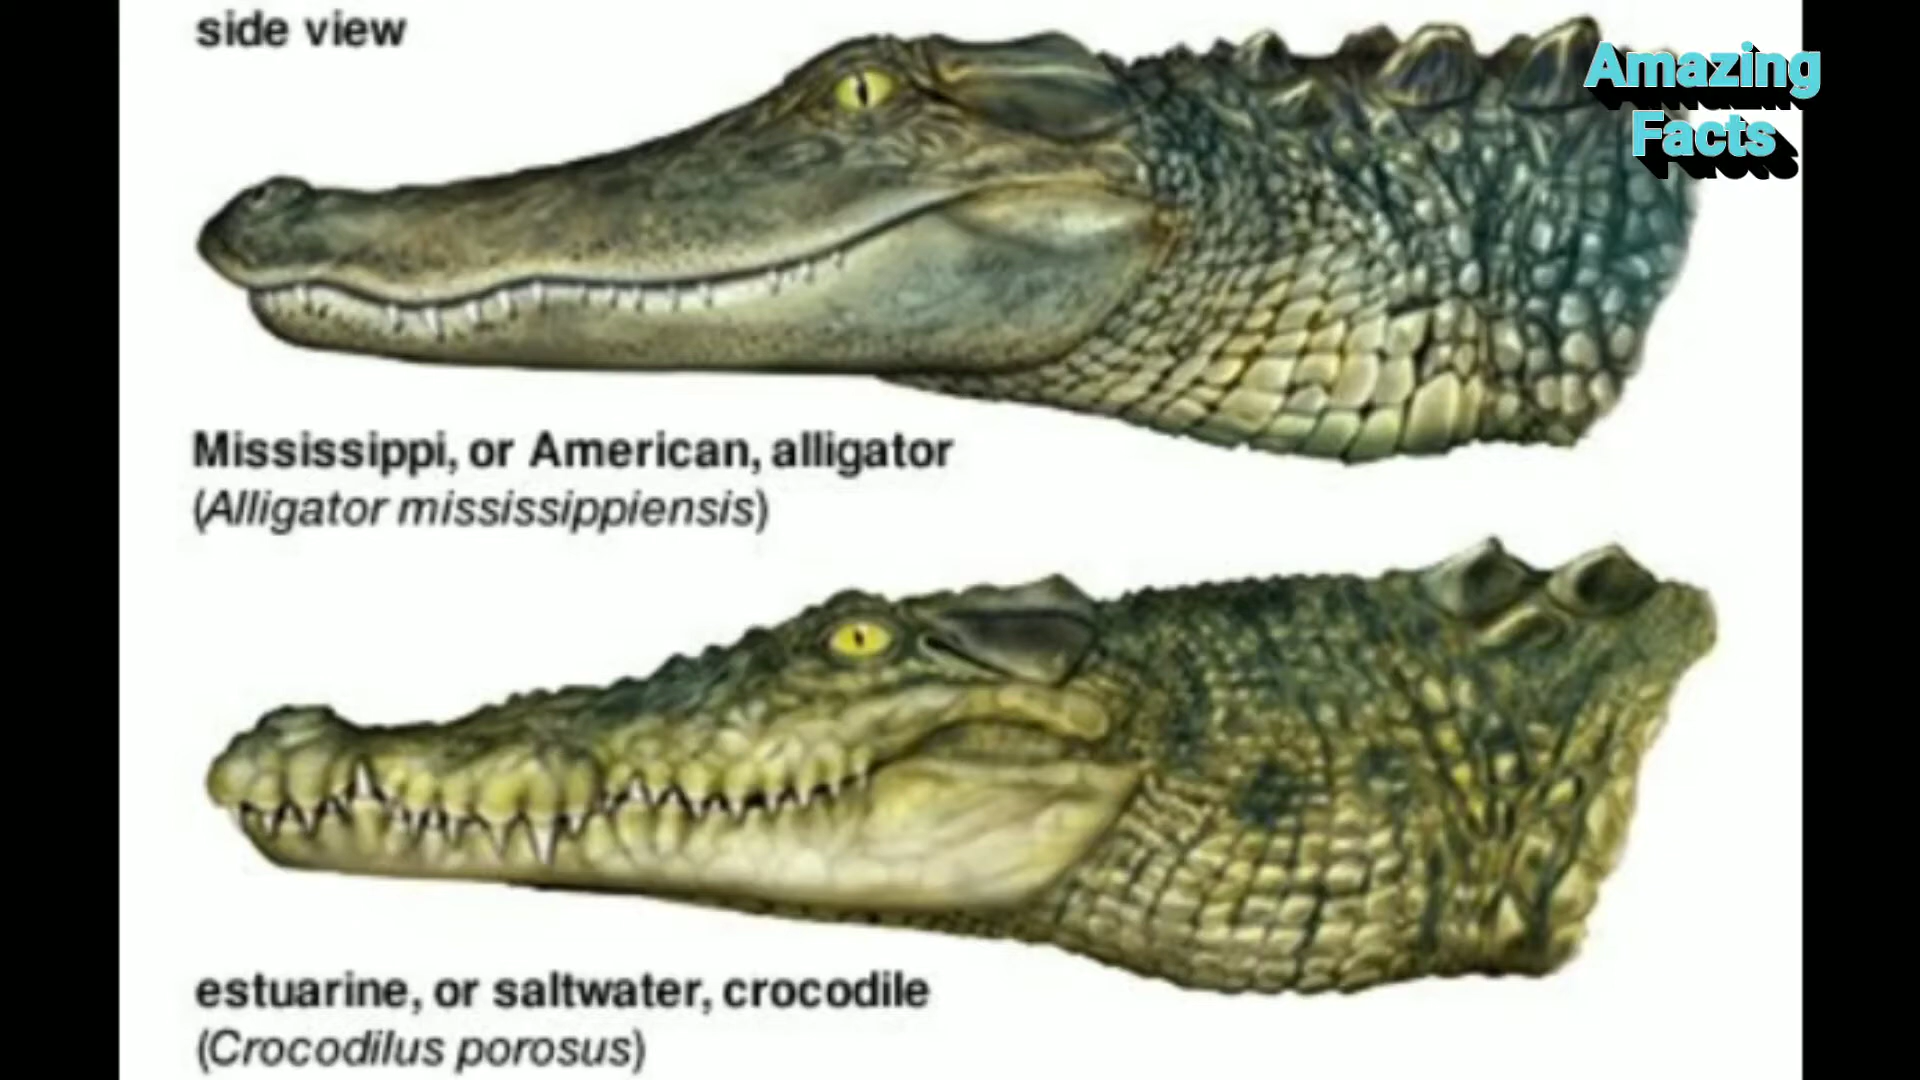 side view
Amazing
Facts
Mississippi, or American, alligator
(Alligator mississippiensis)
estuarine, or saltwater, crocodile
(Crocodilus porosus)